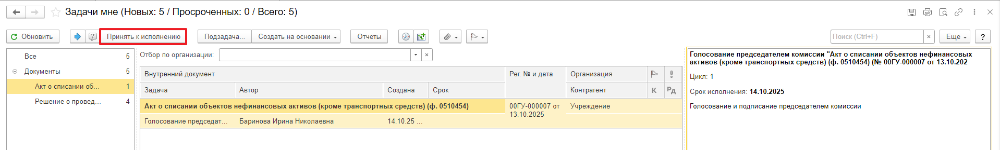 Задачи мне (Новых: 5 / Просроченных: 0 / Всего: 5)
Обновить
Принять к исполнению
Подзадача...
Создать на основании
Отчеты
Поиск (Ctrl+F)
×
Еще
?
Все 5
Документы 5
Акт о списании об... 1
Решение о провед... 4
Отбор по организации:
Внутренний документ
Рег. № и дата
Организация
Задача
Автор
Создана
Срок
Контрагент
К
Рд
Акт о списании объектов нефинансовых активов (кроме транспортных средств) (ф. 0510454)
00ГУ-000007 от
13.10.2025
Учреждение
Голосование председат...
Баринова Ирина Николаевна
14.10.25 ...
Голосование председателем комиссии "Акт о списании объектов нефинансовых
активов (кроме транспортных средств) (ф. 0510454) (№ 00ГУ-000007 от 13.10.202
Цикл: 1
Срок исполнения: 14.10.2025
Голосование и подписание председателем комиссии